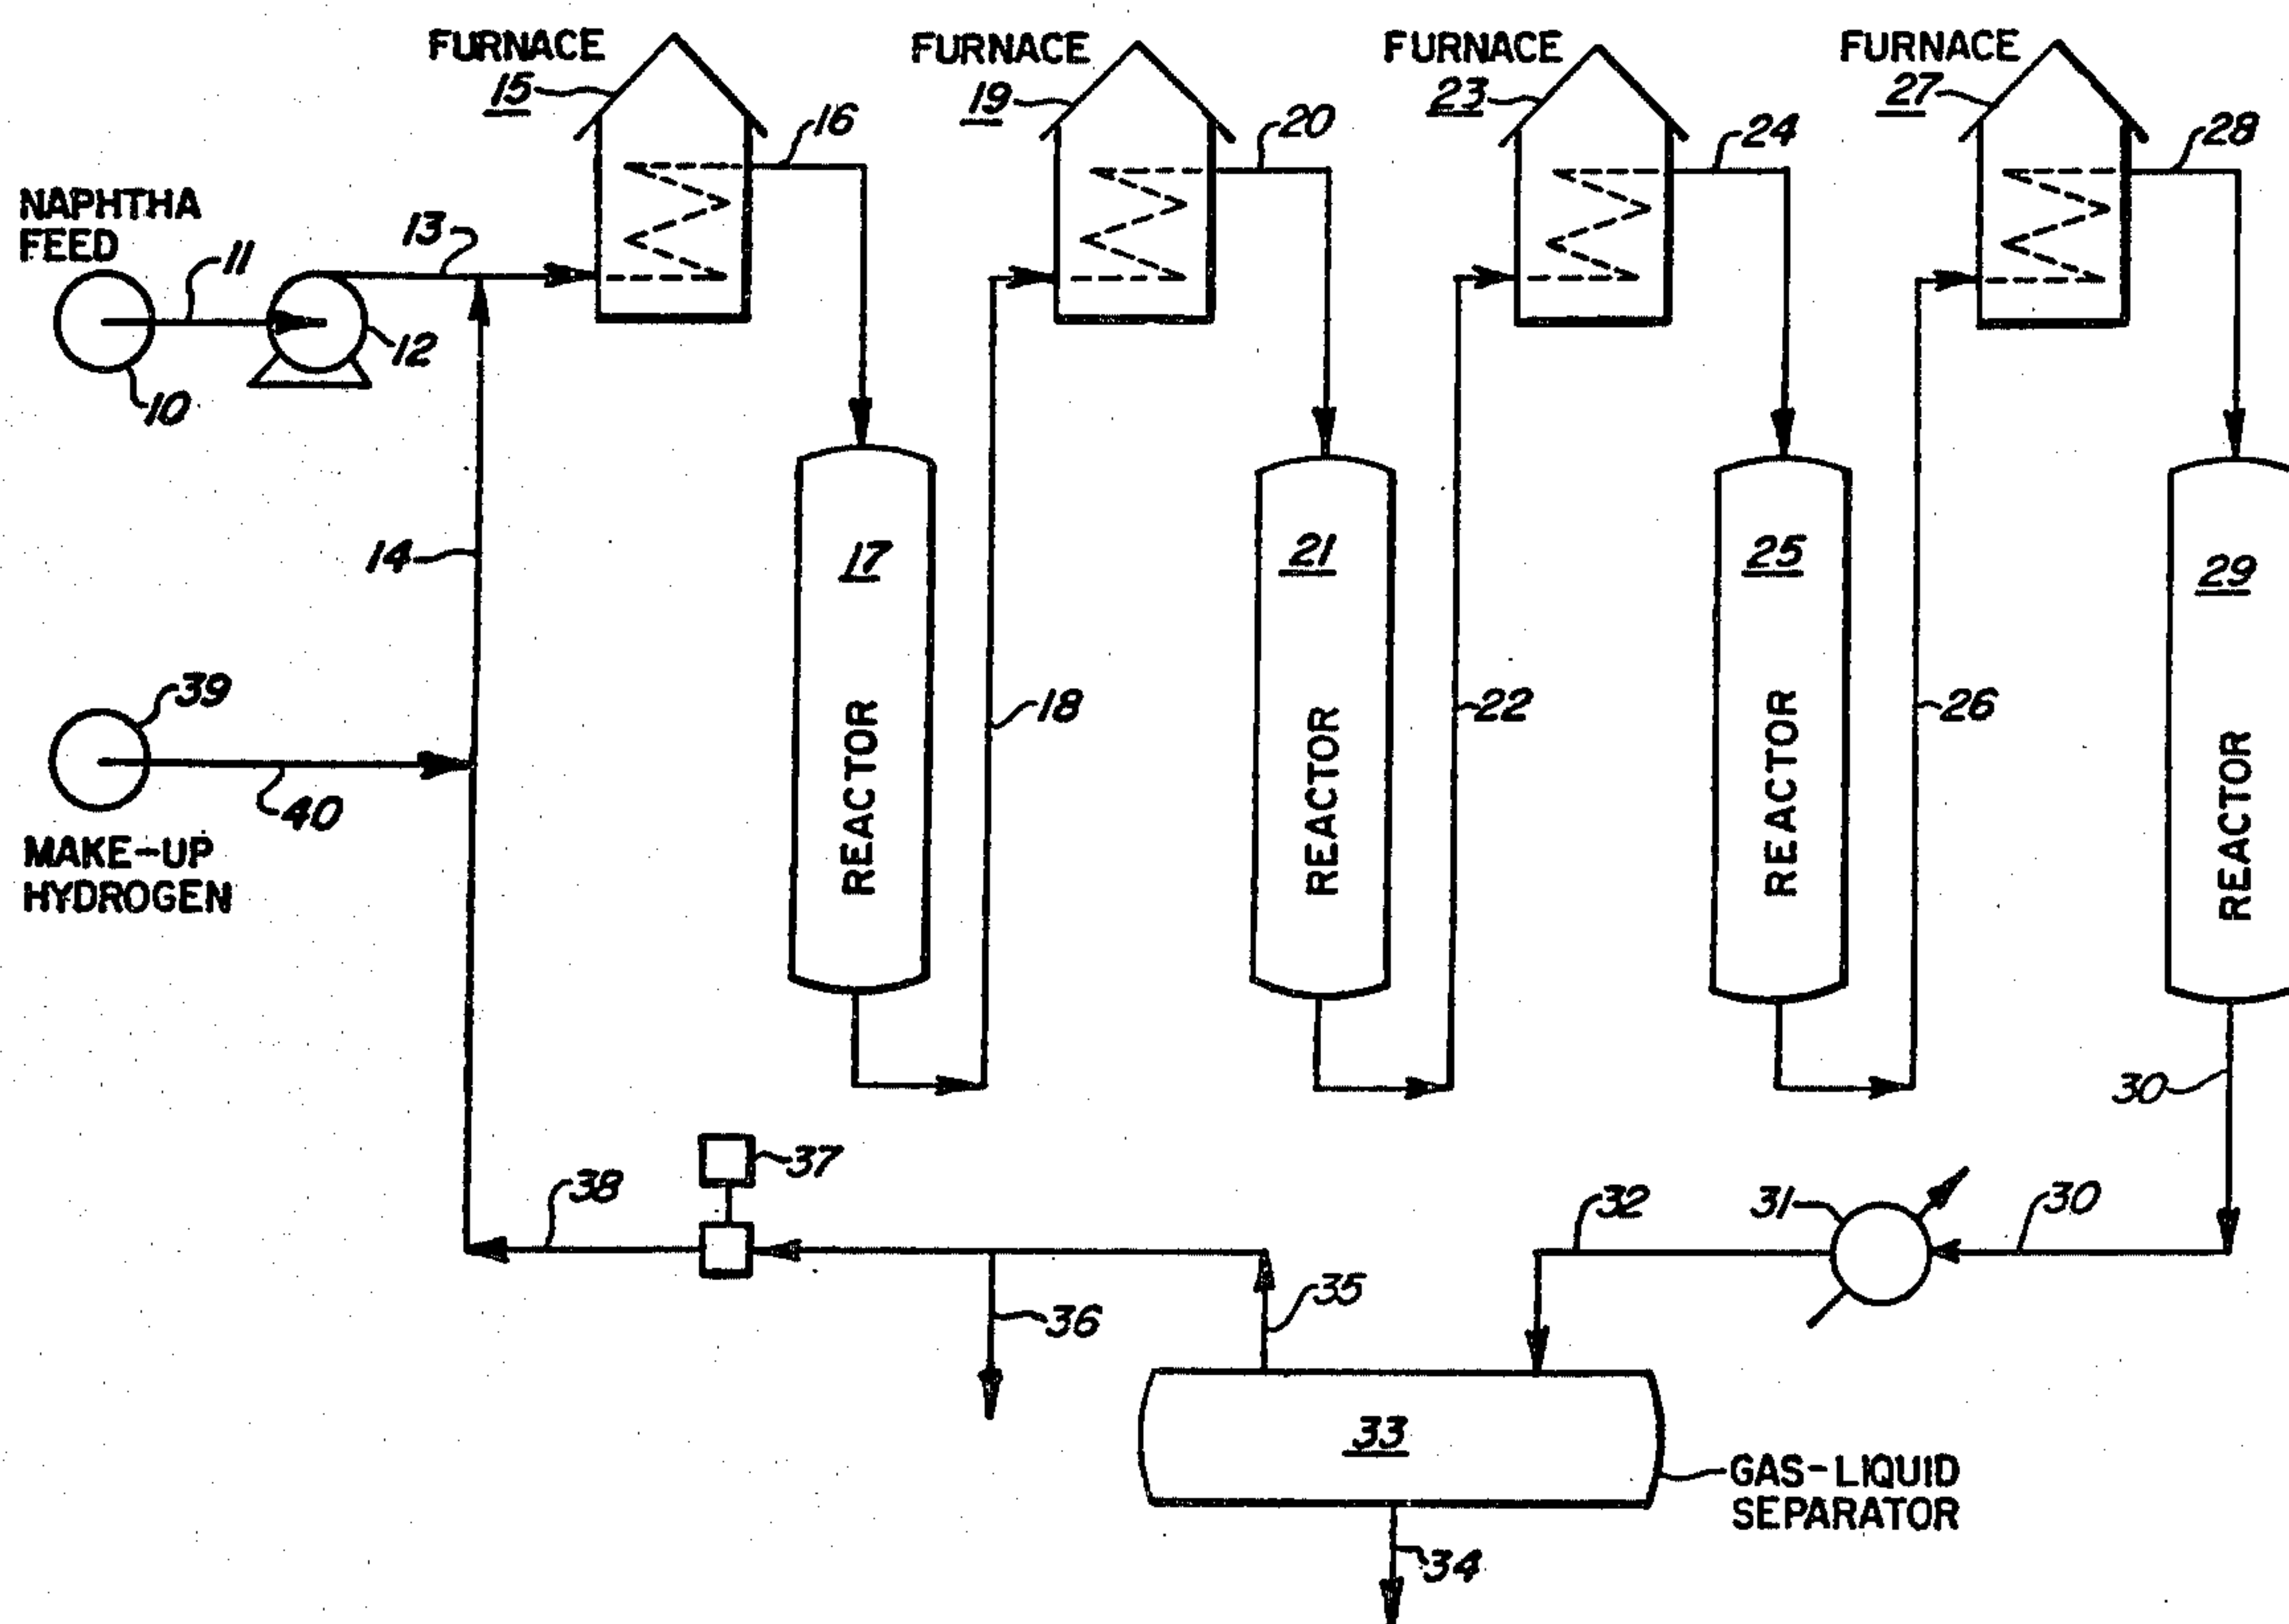 FURNACE
15
FURNACE
19
FURNACE
23
FURNACE
27
16
20
24
28
NAPHTHA
FEED
11
13
12
10
14
17
REACTOR
21
REACTOR
25
REACTOR
29
REACTOR
18
22
26
39
40
MAKE-UP
HYDROGEN
30
37
38
36
35
32
31
30
33
GAS-LIQUID
SEPARATOR
34